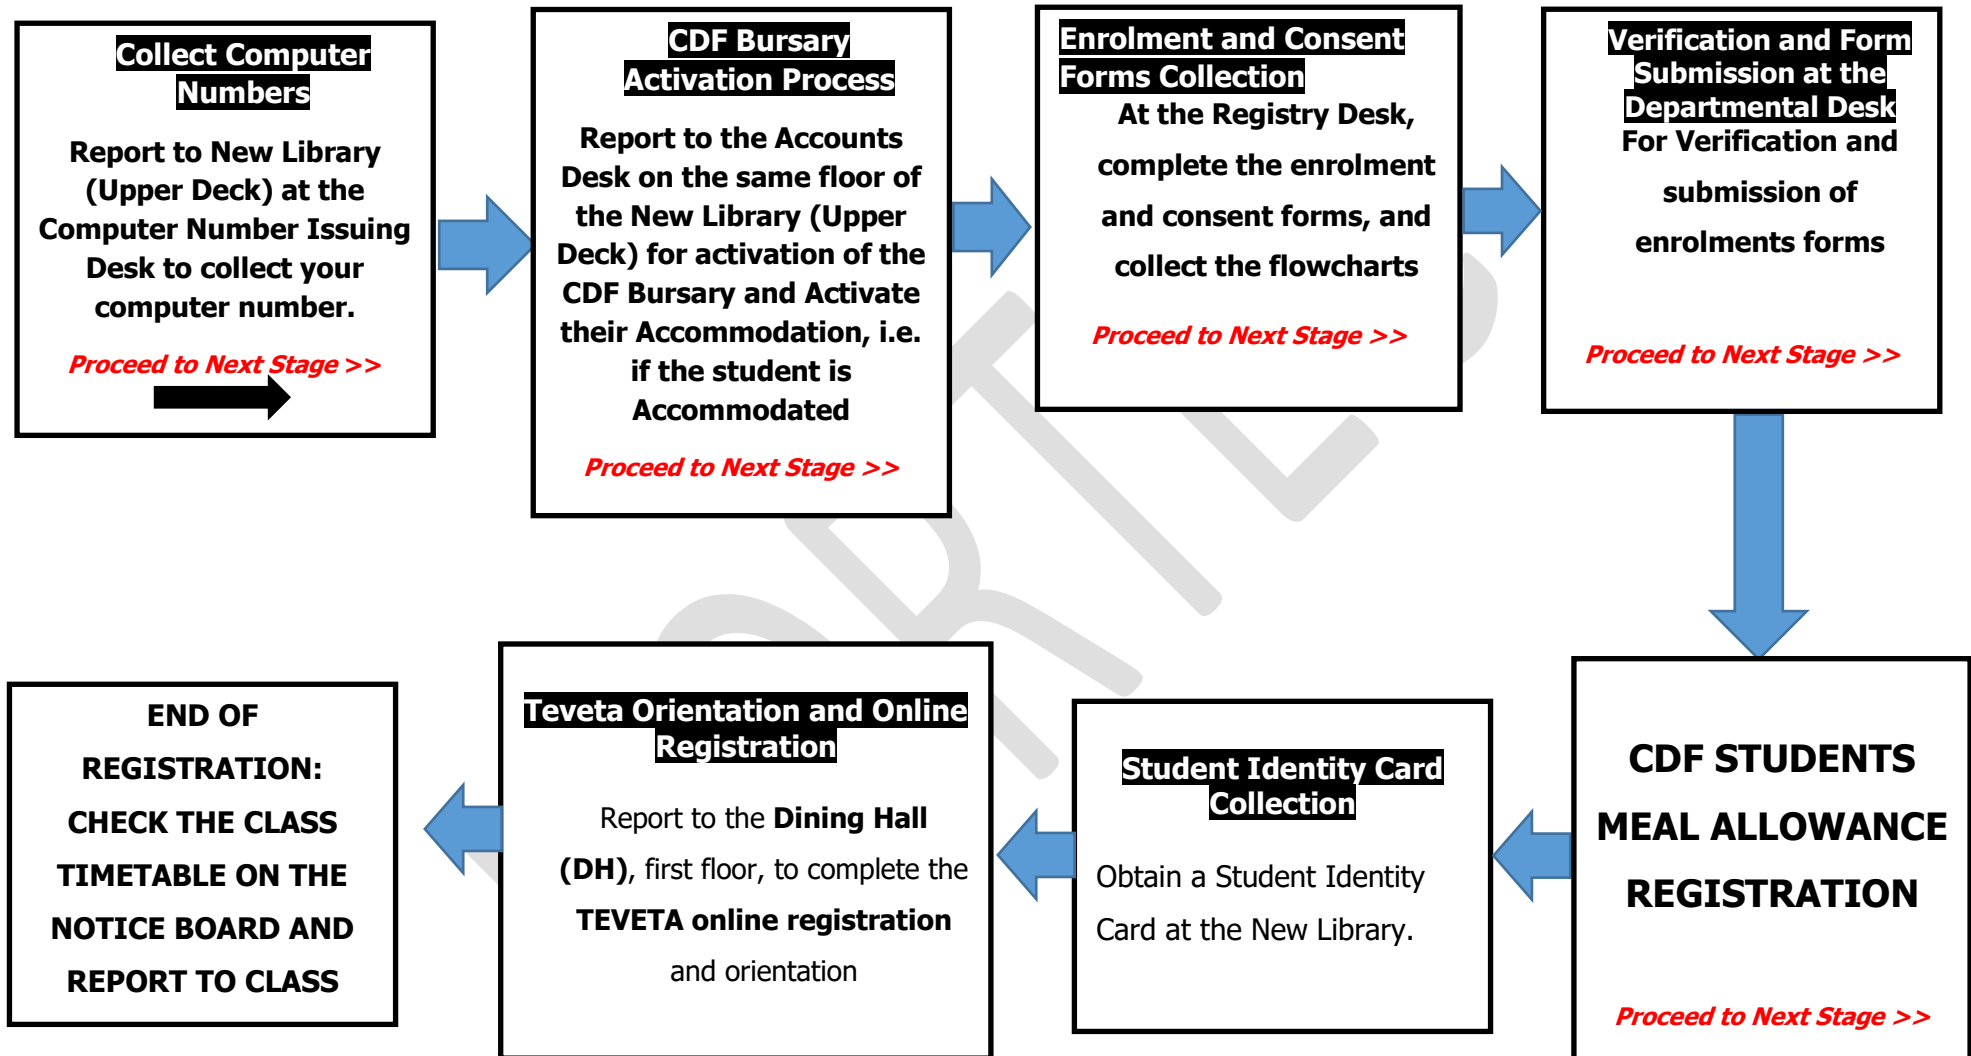 Collect Computer
Numbers
Report to New Library
(Upper Deck) at the
Computer Number Issuing
Desk to collect your
computer number.
Proceed to Next Stage >>
CDF Bursary
Activation Process
Report to the Accounts
Desk on the same floor of
the New Library (Upper
Deck) for activation of the
CDF Bursary and Activate
their Accommodation, i.e.
if the student is
Accommodated
Proceed to Next Stage >>
Enrolment and Consent
Forms Collection
At the Registry Desk,
complete the enrolment
and consent forms, and
collect the flowcharts
Proceed to Next Stage >>
Verification and Form
Submission at the
Departmental Desk
For Verification and
submission of
enrolments forms
Proceed to Next Stage >>
CDF STUDENTS
MEAL ALLOWANCE
REGISTRATION
Proceed to Next Stage >>
Student Identity Card
Collection
Obtain a Student Identity
Card at the New Library.
Teveta Orientation and Online
Registration
Report to the Dining Hall
(DH), first floor, to complete the
TEVETA online registration
and orientation
END OF
REGISTRATION:
CHECK THE CLASS
TIMETABLE ON THE
NOTICE BOARD AND
REPORT TO CLASS